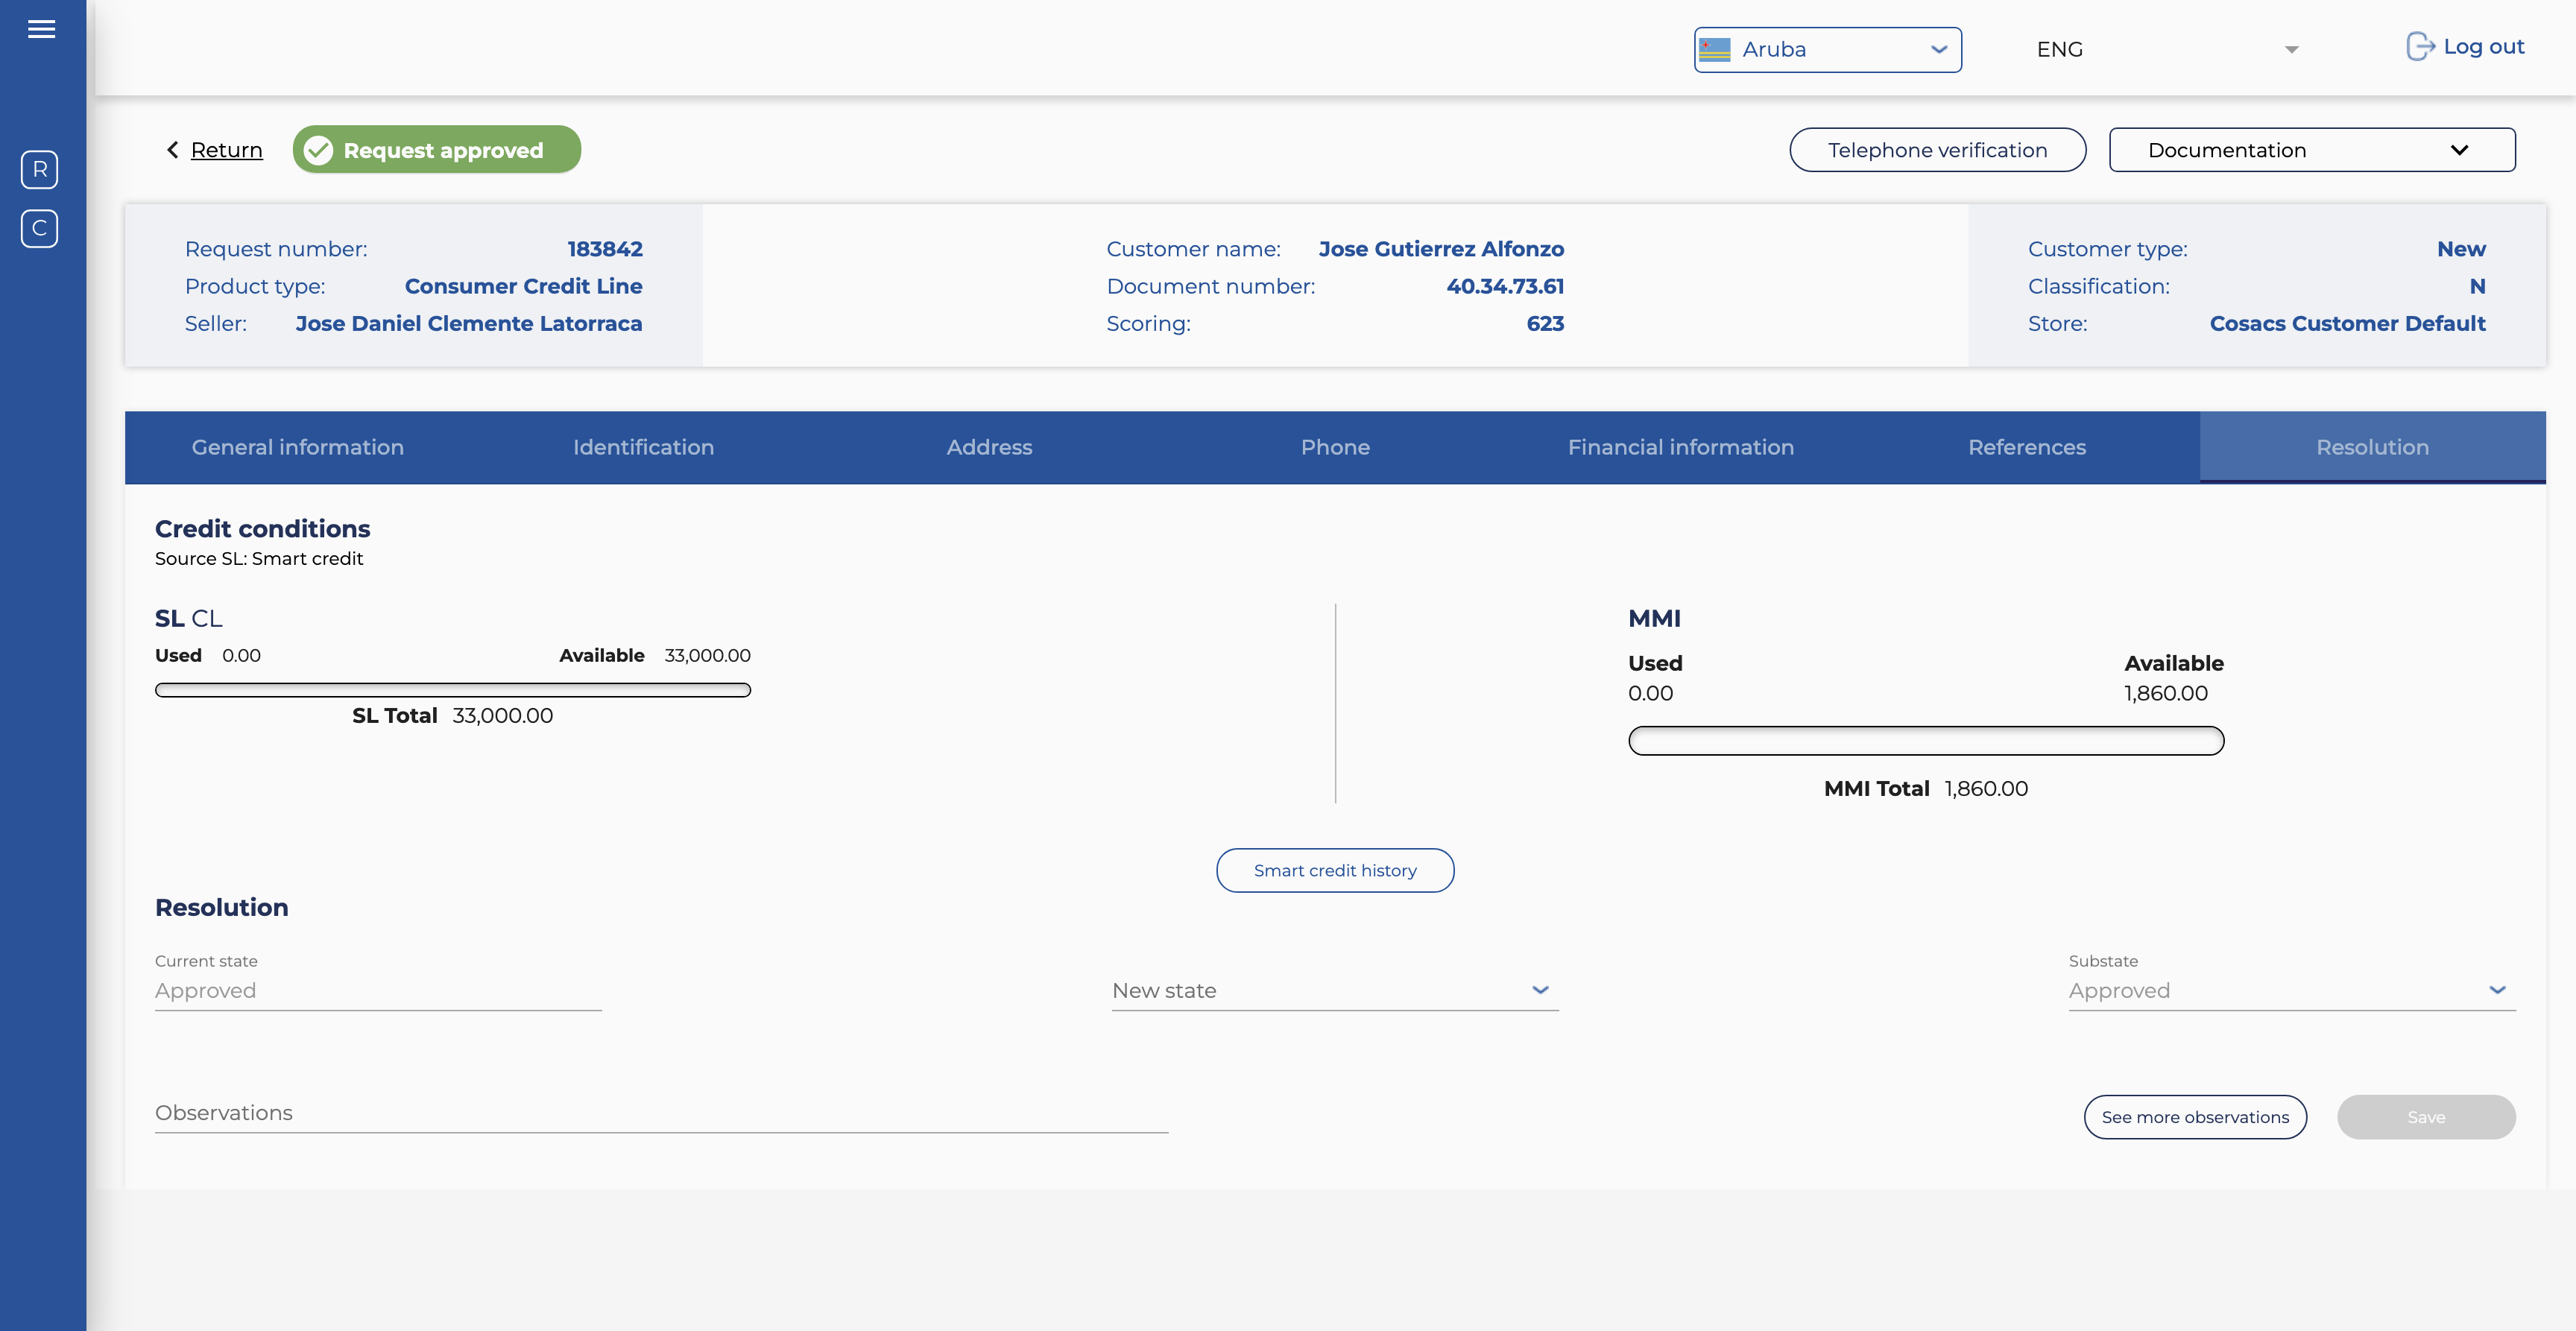 Aruba
ENG
Log out
R
C
Return
Request approved
Telephone verification
Documentation
Request number: 183842
Product type: Consumer Credit Line
Seller: Jose Daniel Clemente Latorraca
Customer name: Jose Gutierrez Alfonzo
Document number: 40.34.73.61
Scoring: 623
Customer type: New
Classification: N
Store: Cosacs Customer Default
General information
Identification
Address
Phone
Financial information
References
Resolution
Credit conditions
Source SL: Smart credit
SL CL
Used 0.00 Available 33,000.00
SL Total 33,000.00
MMI
Used Available
0.00 1,860.00
MMI Total 1,860.00
Smart credit history
Resolution
Current state
Approved
New state
Substate
Approved
Observations
See more observations
Save